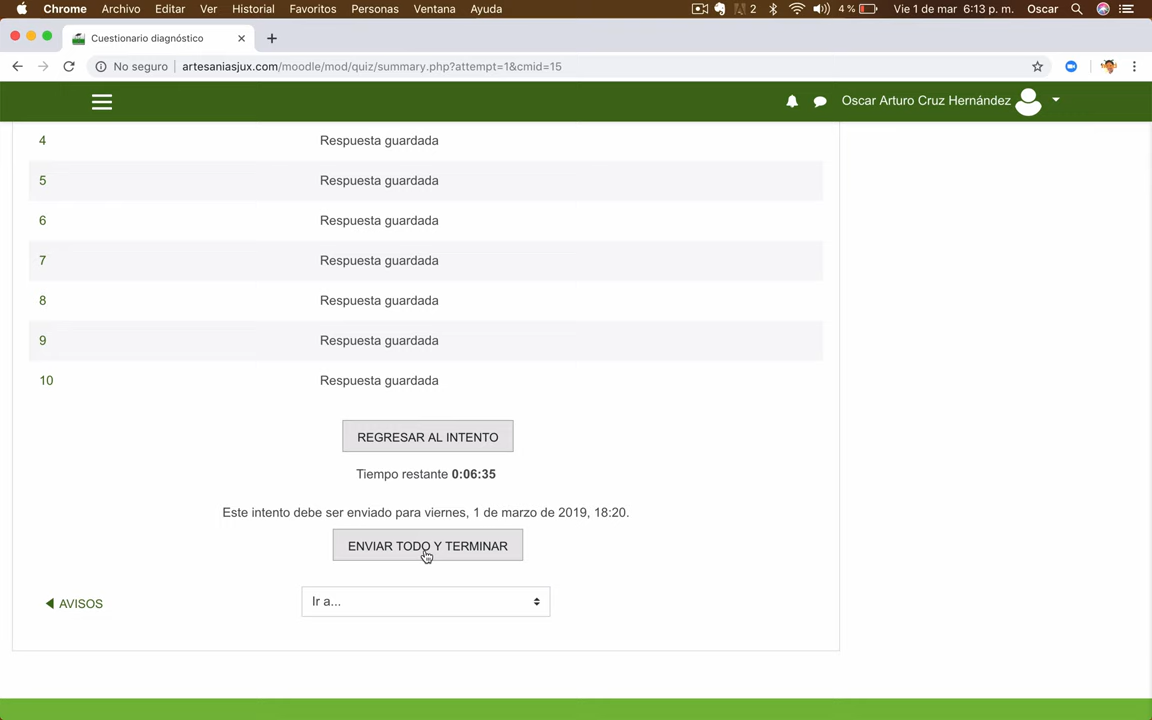 Chrome Archivo Editar Ver Historial Favoritos Personas Ventana Ayuda 2 4 % Vie 1 de mar 6:13 p. m. Oscar
Cuestionario diagnóstico
No seguro artesaniasjux.com/moodle/mod/quiz/summary.php?attempt=1&cmid=15
Oscar Arturo Cruz Hernández
4 Respuesta guardada
5 Respuesta guardada
6 Respuesta guardada
7 Respuesta guardada
8 Respuesta guardada
9 Respuesta guardada
10 Respuesta guardada
REGRESAR AL INTENTO
Tiempo restante 0:06:35
Este intento debe ser enviado para viernes, 1 de marzo de 2019, 18:20.
ENVIAR TODO Y TERMINAR
AVISOS Ir a...